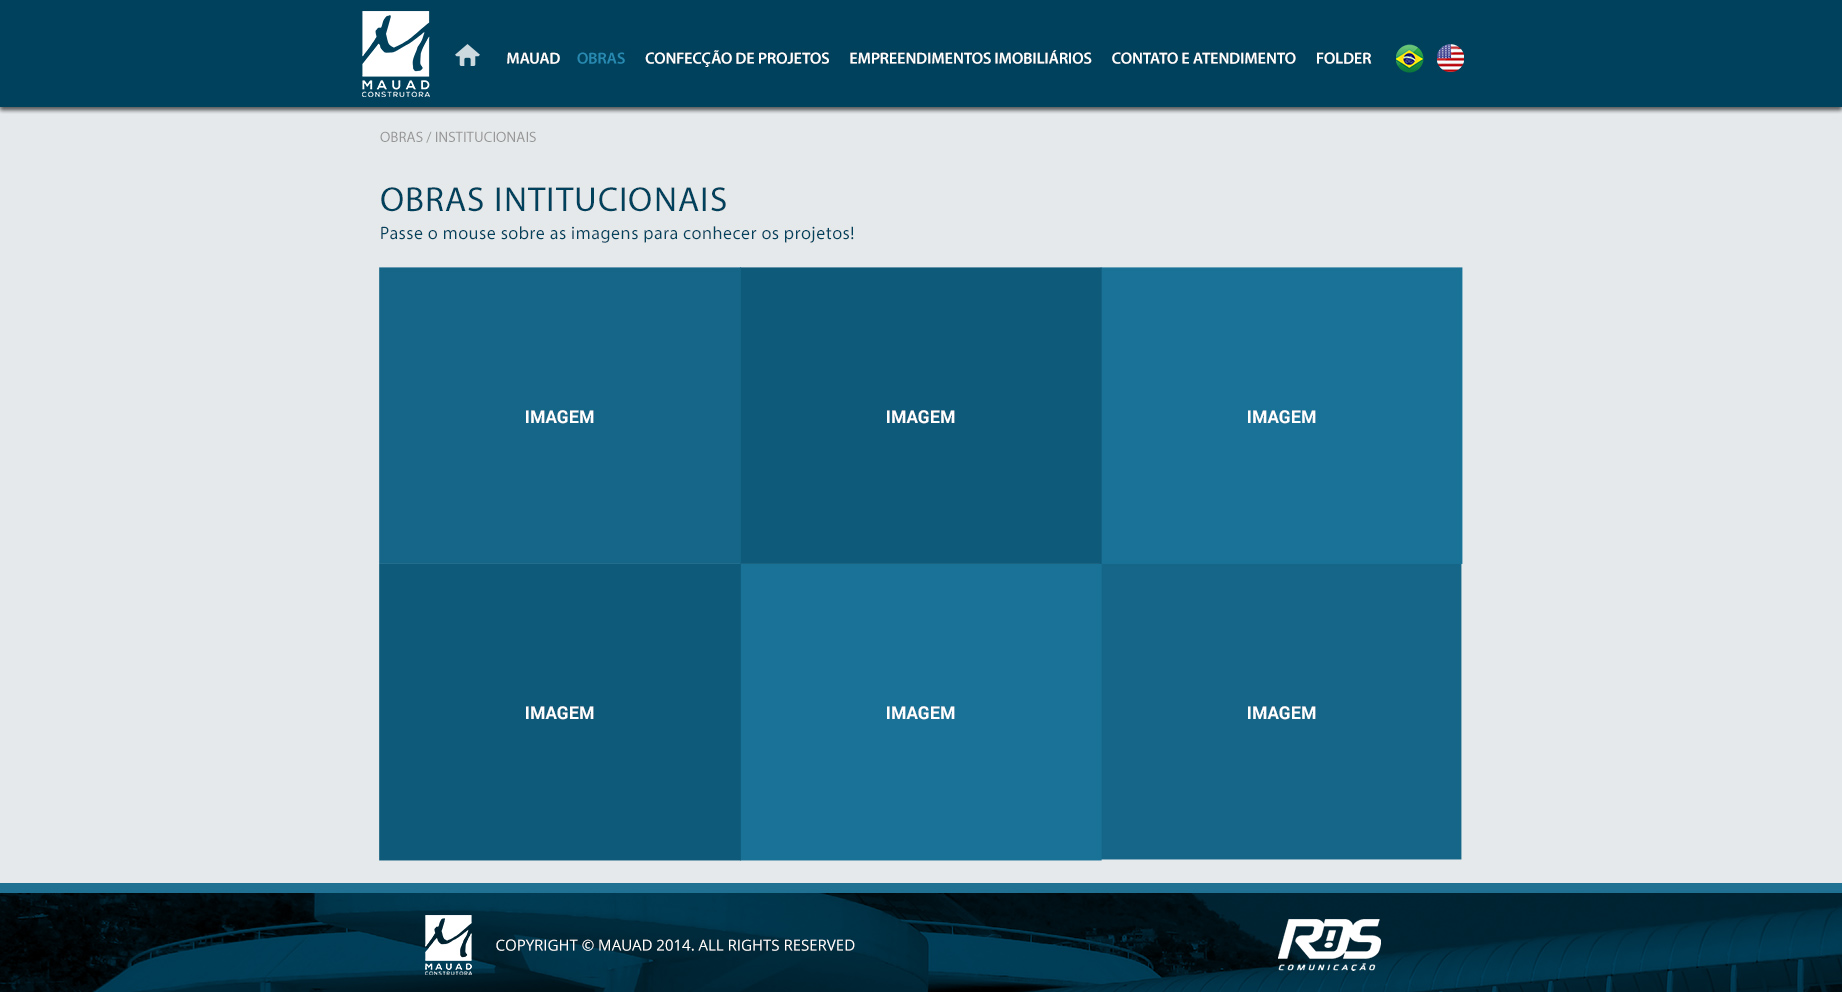 MAUAD
CONSTRUTORA
MAUAD OBRAS CONFECÇÃO DE PROJETOS EMPREENDIMENTOS IMOBILIÁRIOS CONTATO E ATENDIMENTO FOLDER
OBRAS / INSTITUCIONAIS
OBRAS INTITUCIONAIS
Passe o mouse sobre as imagens para conhecer os projetos!
IMAGEM IMAGEM IMAGEM
IMAGEM IMAGEM IMAGEM
MAUAD
CONSTRUTORA
COPYRIGHT © MAUAD 2014. ALL RIGHTS RESERVED
RDS
COMUNICAÇÃO